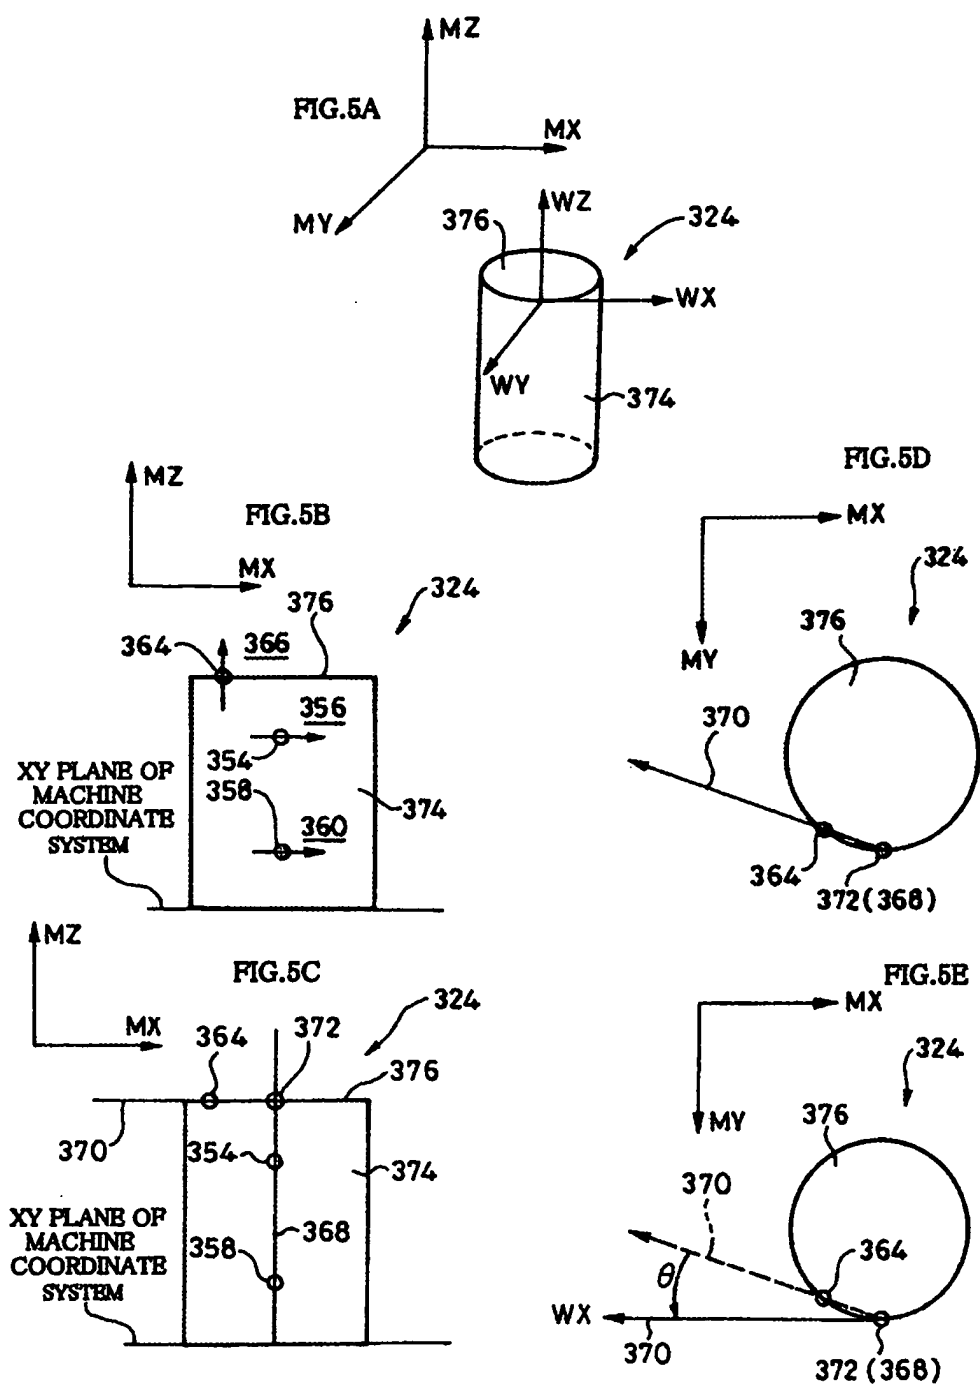 MZ
FIG.5A
MX
MY
WZ
376
324
WX
WY
374
MZ
FIG.5B
MX
324
376
364
366
356
354
XY PLANE OF
MACHINE
COORDINATE
SYSTEM
358
374
360
FIG.5D
MX
324
376
MY
370
364
372(368)
MZ
FIG.5C
324
MX
364
372
376
370
354
374
XY PLANE OF
MACHINE
COORDINATE
SYSTEM
368
358
FIG.5E
MX
324
MY
376
370
364
θ
WX
370
372(368)